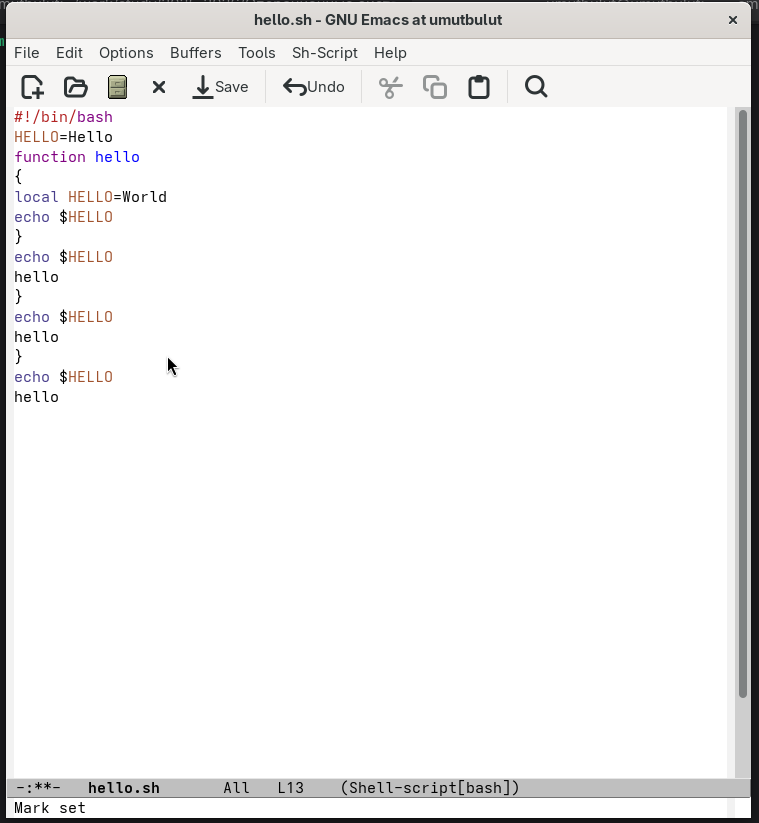 hello.sh - GNU Emacs at umutbulut
File Edit Options Buffers Tools Sh-Script Help
Save Undo
#!/bin/bash
HELLO=Hello
function hello
{
local HELLO=World
echo $HELLO
}
echo $HELLO
hello
}
echo $HELLO
hello
}
echo $HELLO
hello
-:**- hello.sh All L13 (Shell-script[bash])
Mark set